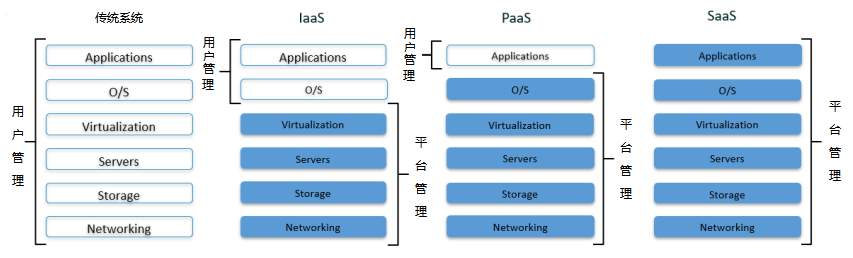 传统系统
Applications
O/S
Virtualization
Servers
Storage
Networking
用户管理
IaaS
用户管理
Applications
O/S
Virtualization
Servers
Storage
Networking
平台管理
PaaS
用户管理
Applications
O/S
Virtualization
Servers
Storage
Networking
平台管理
SaaS
Applications
O/S
Virtualization
Servers
Storage
Networking
平台管理